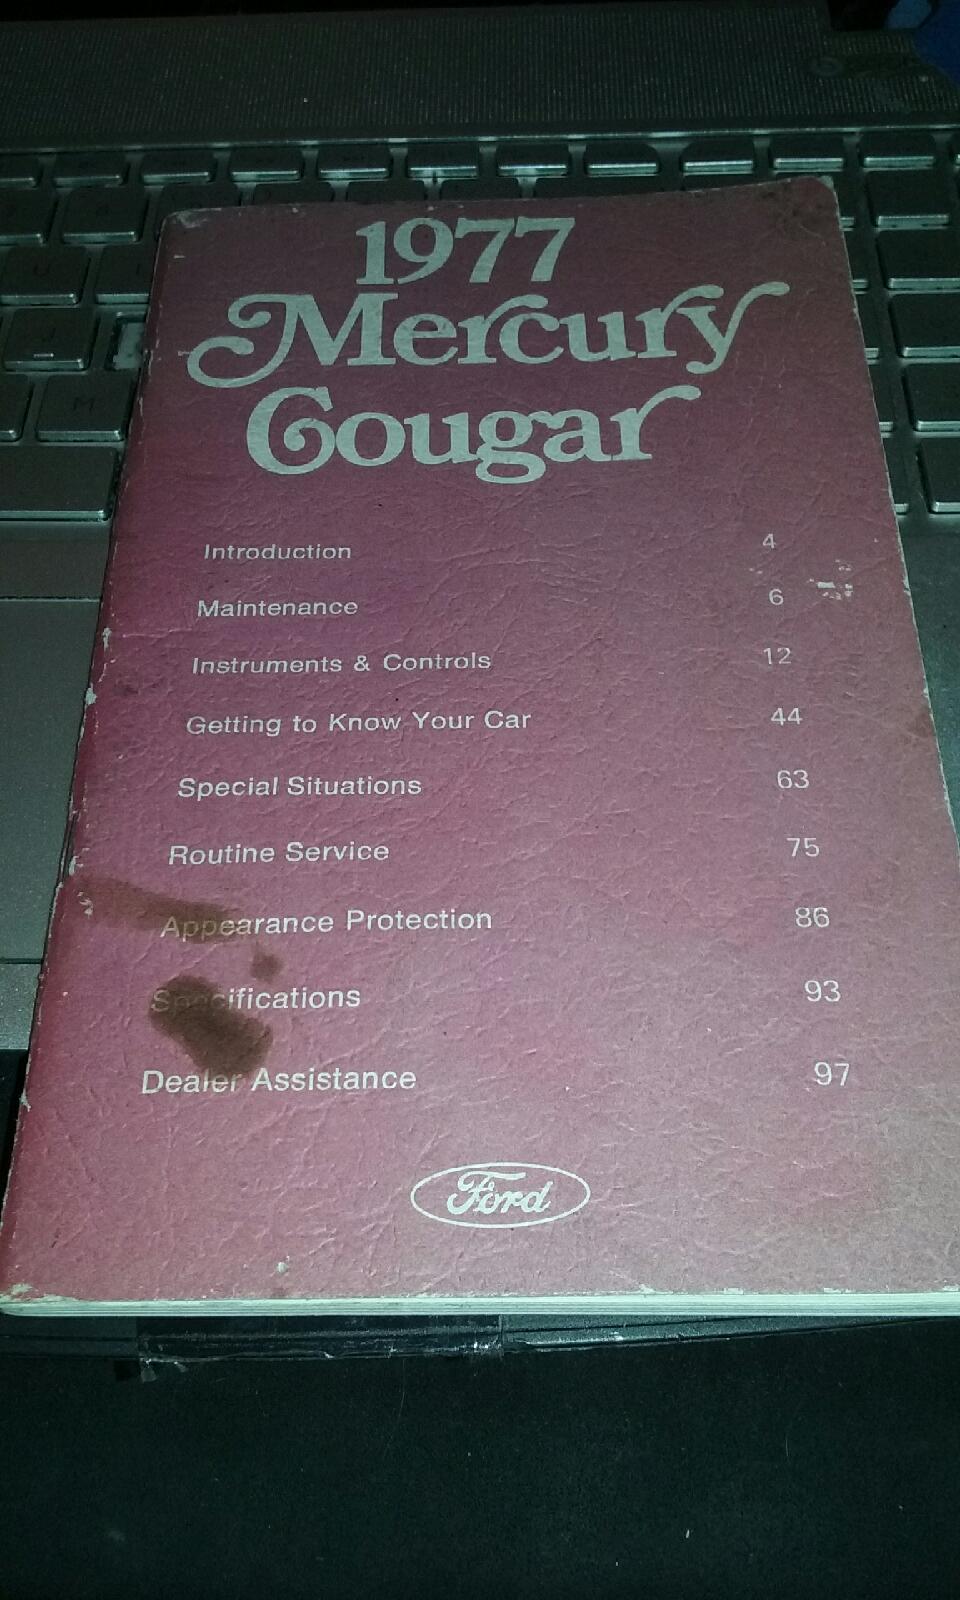 1977
Mercury
Cougar
Introduction 4
Maintenance 6
Instruments & Controls 12
Getting to Know Your Car 44
Special Situations 63
Routine Service 75
Appearance Protection 86
Specifications 93
Dealer Assistance 97
Ford
U
J
M